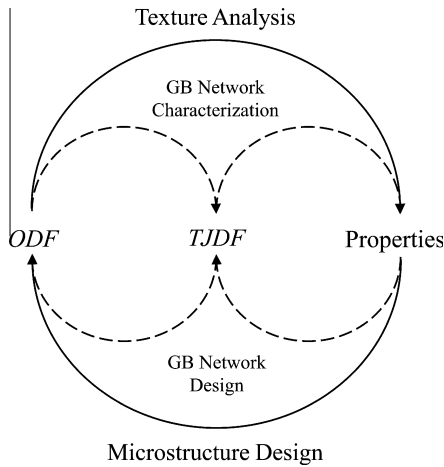 Texture Analysis
GB Network
Characterization
ODF
TJDF
Properties
GB Network
Design
Microstructure Design